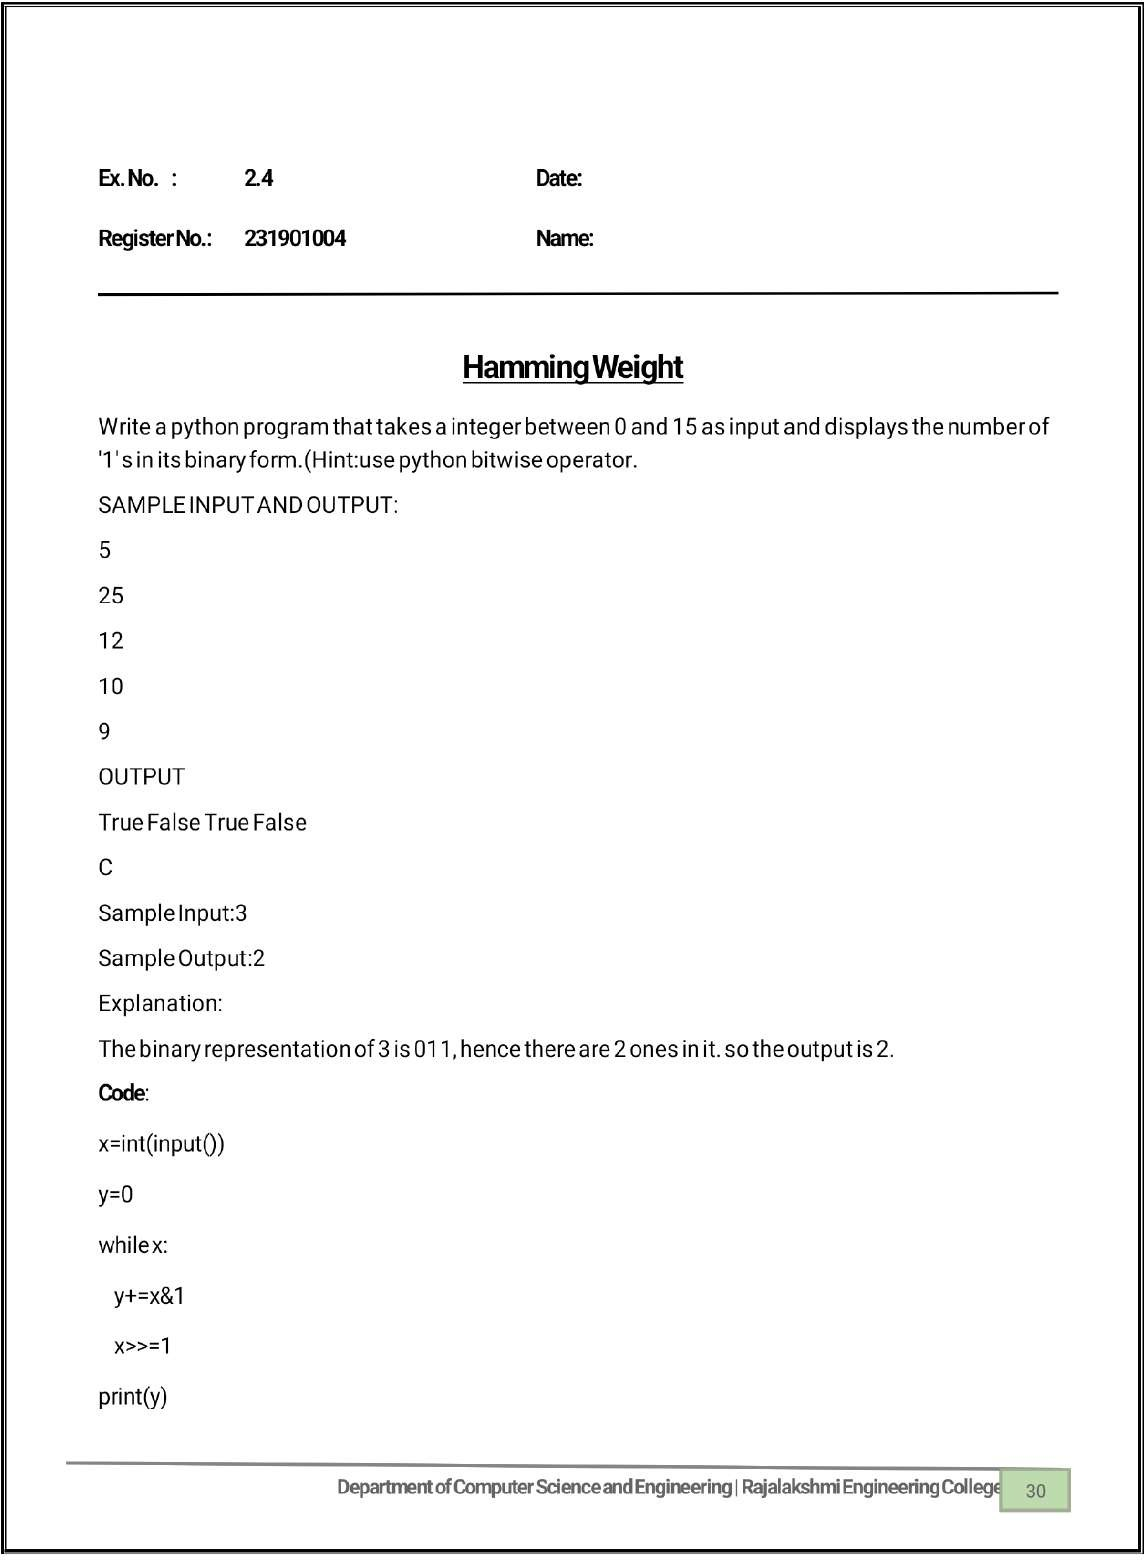 Ex. No. : 2.4 Date:
Register No.: 231901004 Name:
Hamming Weight
Write a python program that takes a integer between 0 and 15 as input and displays the number of
'1' s in its binary form.(Hint:use python bitwise operator.
SAMPLE INPUT AND OUTPUT:
5
25
12
10
9
OUTPUT
True False True False
C
Sample Input:3
Sample Output:2
Explanation:
The binary representation of 3 is 011, hence there are 2 ones in it. so the output is 2.
Code:
x=int(input())
y=0
while x:
y+=x&1
x>>=1
print(y)
Department of Computer Science and Engineering | Rajalakshmi Engineering College 30